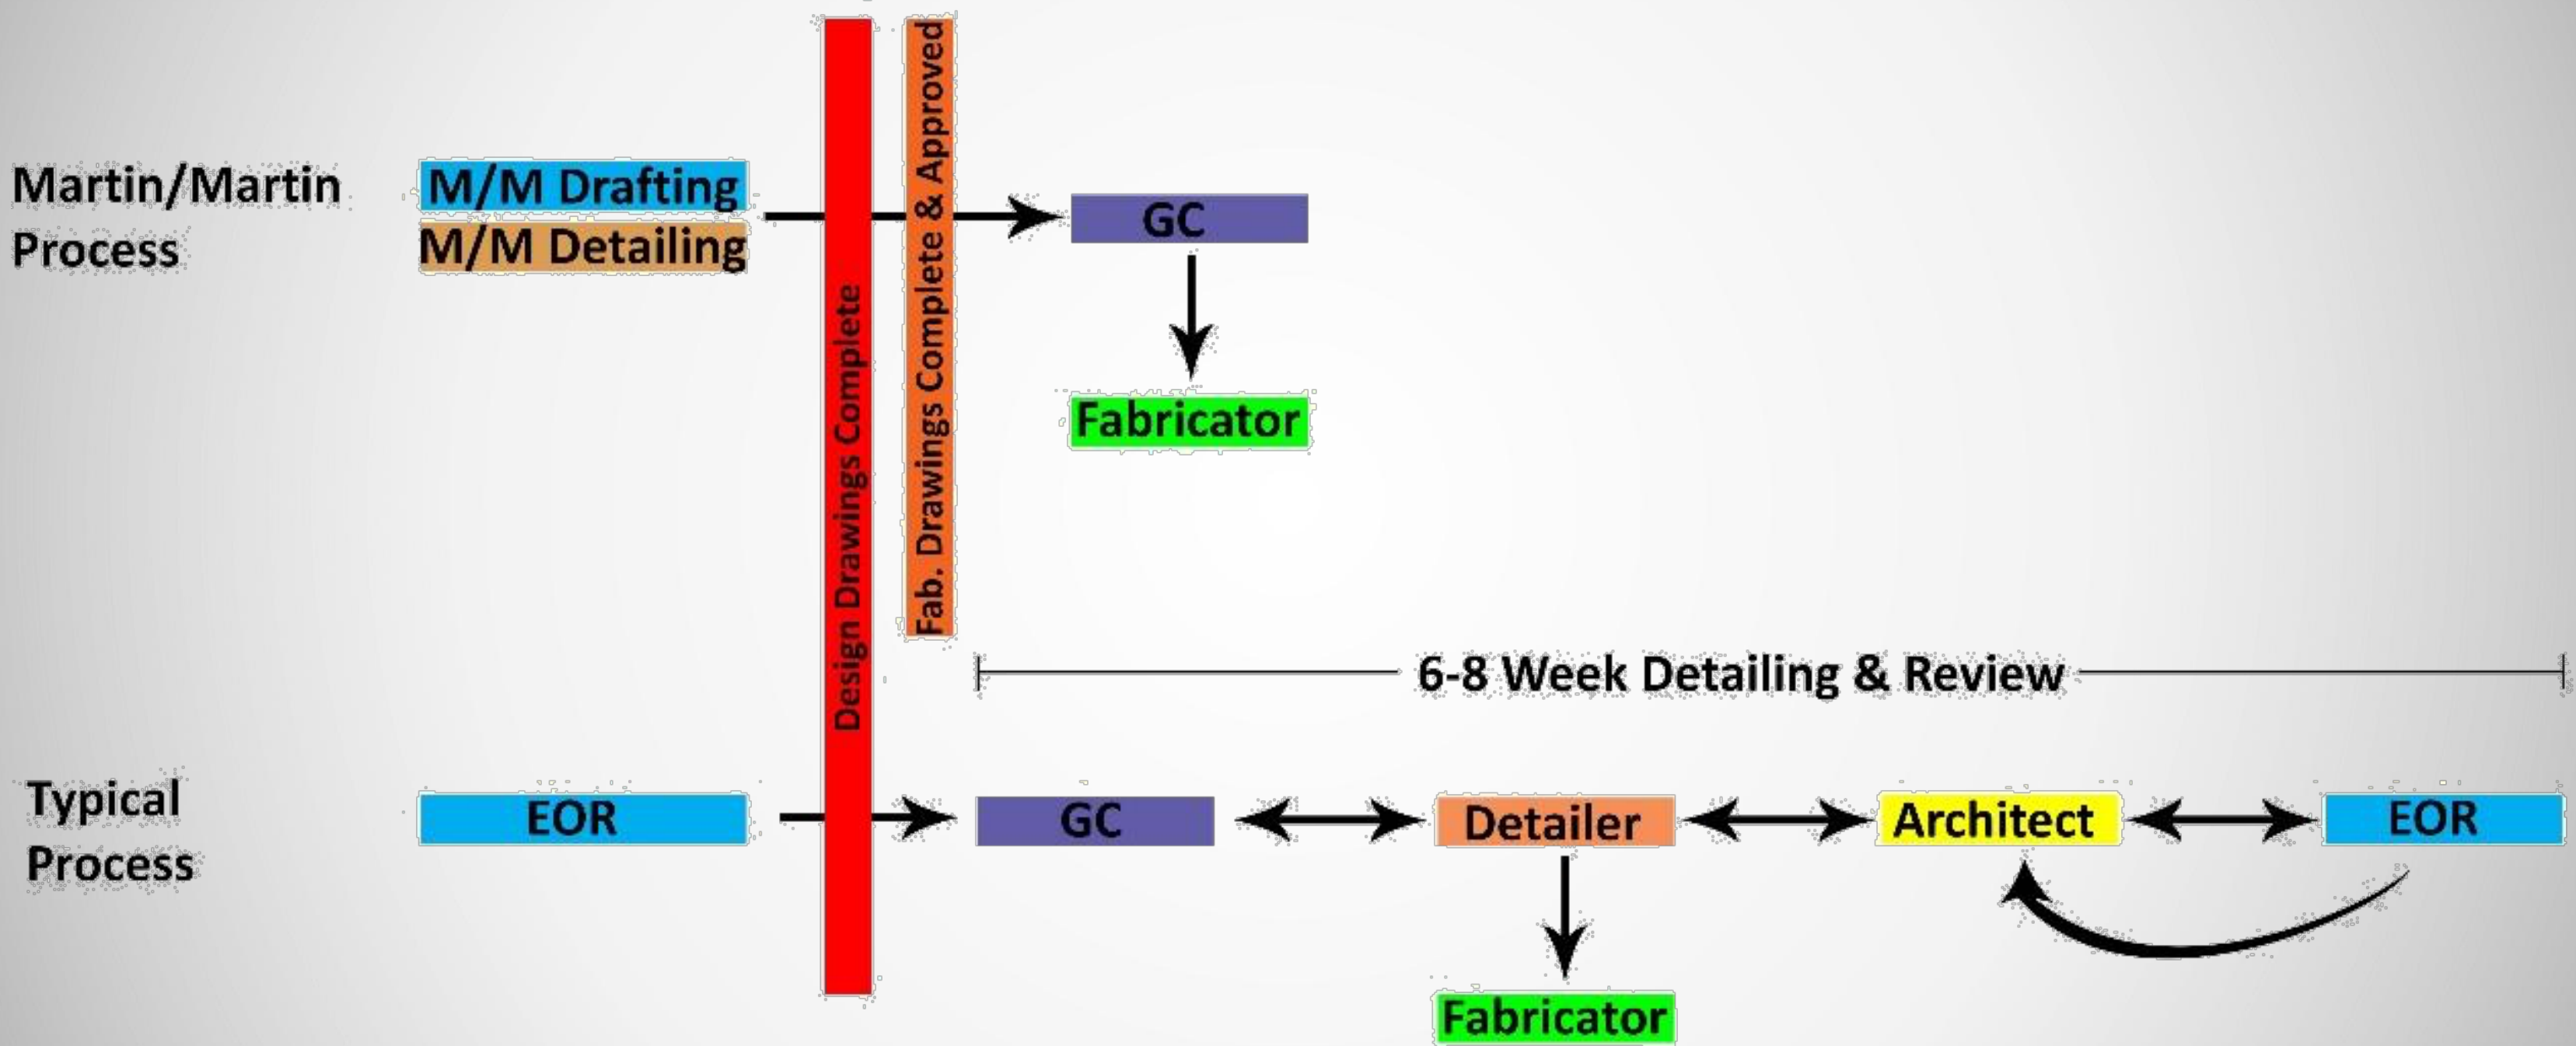 Martin/Martin
Process
M/M Drafting
M/M Detailing
Design Drawings Complete
Fab. Drawings Complete & Approved
GC
Fabricator
6-8 Week Detailing & Review
Typical
Process
EOR
GC
Detailer
Architect
EOR
Fabricator